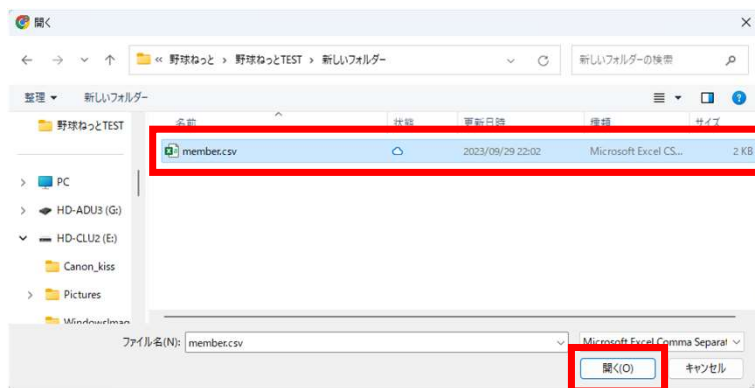 開く
« 野球ねっと › 野球ねっとTEST › 新しいフォルダー
新しいフォルダーの検索
整理 新しいフォルダー
野球ねっとTEST
名前 状態 更新日時 種類 サイズ
member.csv 2023/09/29 22:02 Microsoft Excel CS... 2 KB
PC
HD-ADU3 (G:)
HD-CLU2 (E:)
Canon_kiss
Pictures
WindowsImag
ファイル名(N): member.csv
Microsoft Excel Comma Separat
開く(O) キャンセル